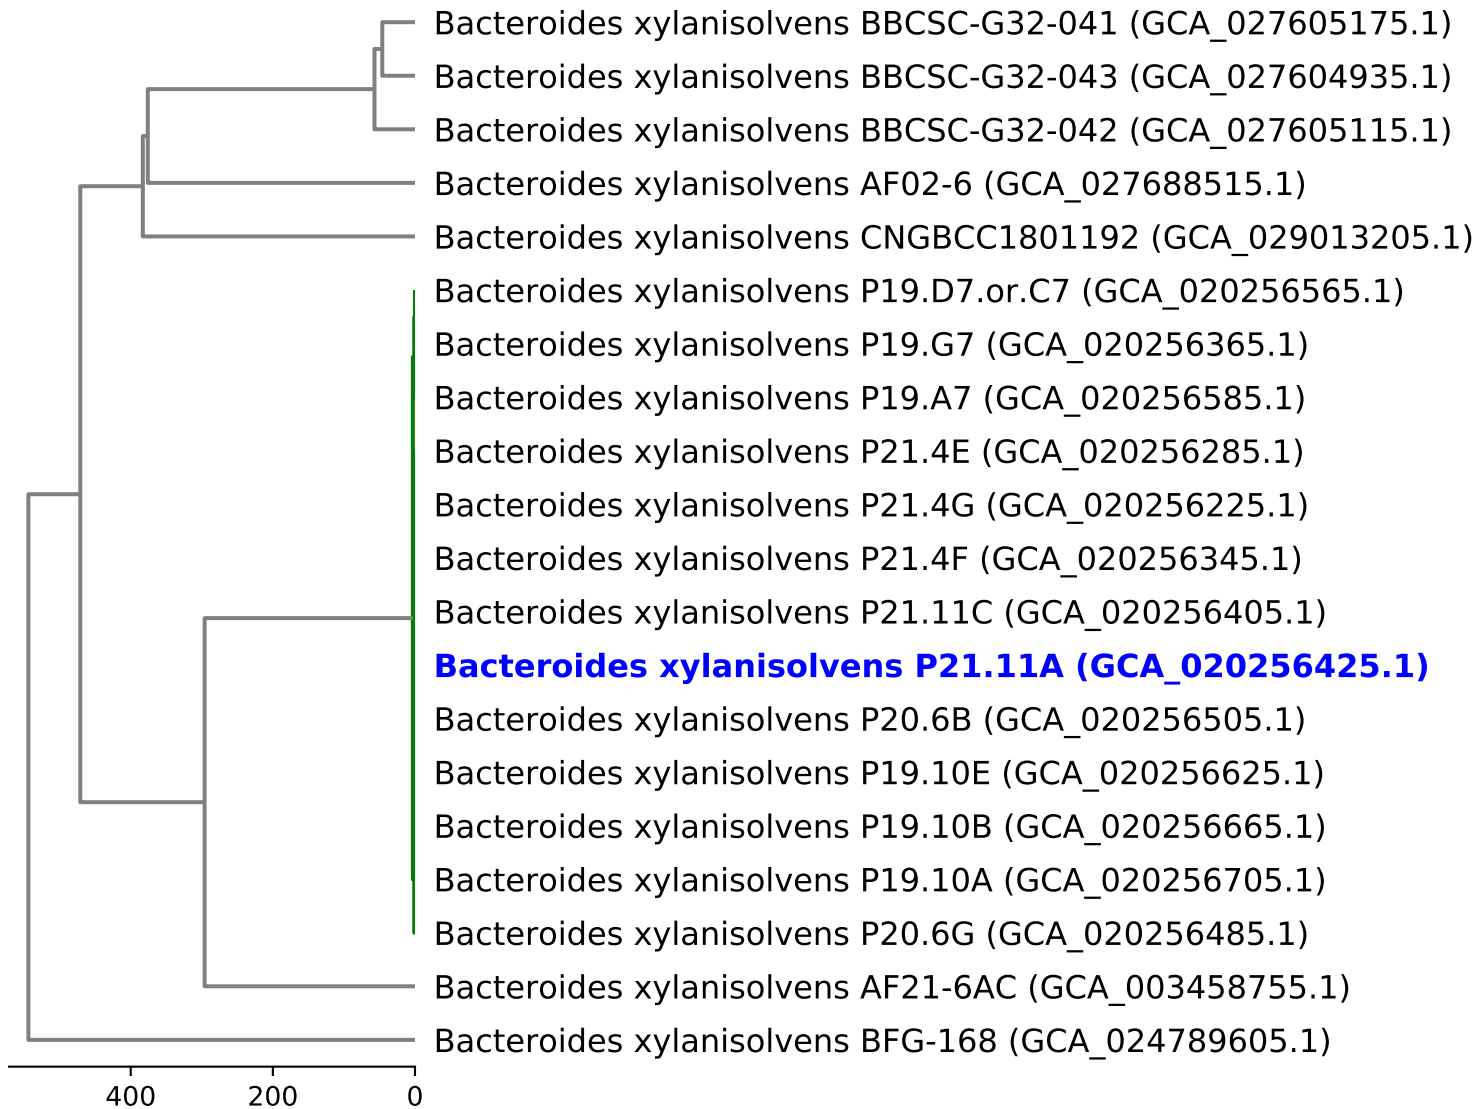 Bacteroides xylanisolvens BBCSC-G32-041 (GCA_027605175.1)
Bacteroides xylanisolvens BBCSC-G32-043 (GCA_027604935.1)
Bacteroides xylanisolvens BBCSC-G32-042 (GCA_027605115.1)
Bacteroides xylanisolvens AF02-6 (GCA_027688515.1)
Bacteroides xylanisolvens CNGBCC1801192 (GCA_029013205.1)
Bacteroides xylanisolvens P19.D7.or.C7 (GCA_020256565.1)
Bacteroides xylanisolvens P19.G7 (GCA_020256365.1)
Bacteroides xylanisolvens P19.A7 (GCA_020256585.1)
Bacteroides xylanisolvens P21.4E (GCA_020256285.1)
Bacteroides xylanisolvens P21.4G (GCA_020256225.1)
Bacteroides xylanisolvens P21.4F (GCA_020256345.1)
Bacteroides xylanisolvens P21.11C (GCA_020256405.1)
Bacteroides xylanisolvens P21.11A (GCA_020256425.1)
Bacteroides xylanisolvens P20.6B (GCA_020256505.1)
Bacteroides xylanisolvens P19.10E (GCA_020256625.1)
Bacteroides xylanisolvens P19.10B (GCA_020256665.1)
Bacteroides xylanisolvens P19.10A (GCA_020256705.1)
Bacteroides xylanisolvens P20.6G (GCA_020256485.1)
Bacteroides xylanisolvens AF21-6AC (GCA_003458755.1)
Bacteroides xylanisolvens BFG-168 (GCA_024789605.1)
400 200 0